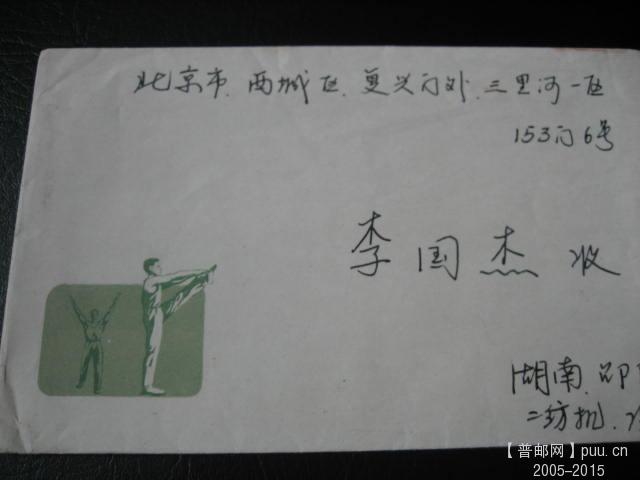 北京市.西城区.复兴门外.三里河一区
153门6号
李国杰 收
湖南.邵
二纺机.
【普邮网】puu.cn
2005-2015